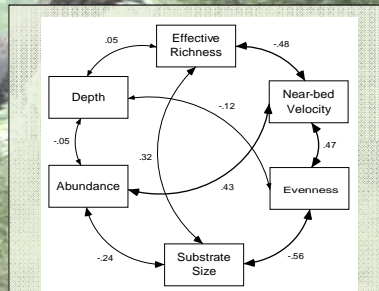 Effective
Richness
.05
-.48
Depth
Near-bed
Velocity
-.12
-.05
.32
.47
Abundance
.43
Evenness
-.24
-.56
Substrate
Size